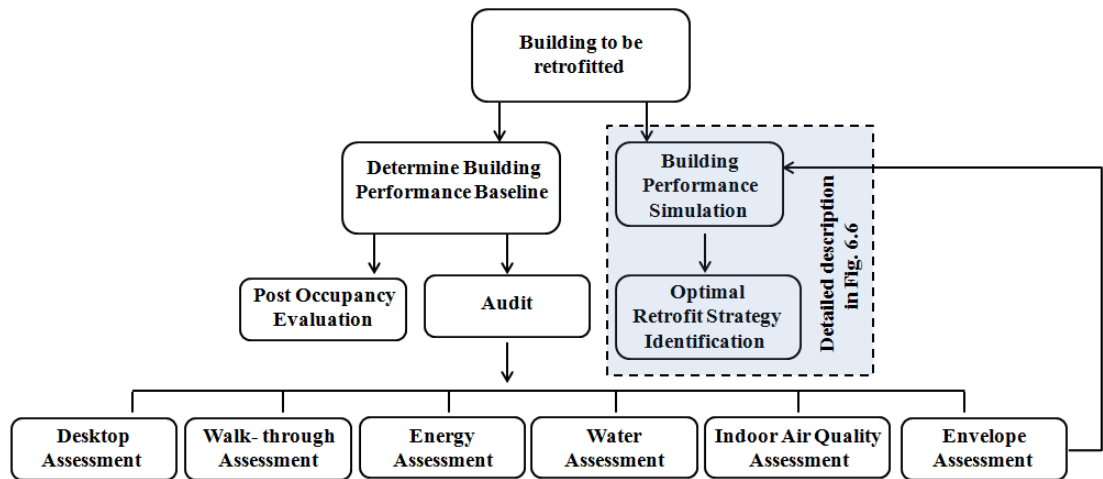 Building to be
retrofitted
Determine Building
Performance Baseline
Building
Performance
Simulation
Detailed description
in Fig. 6.6
Post Occupancy
Evaluation
Audit
Optimal
Retrofit Strategy
Identification
Desktop
Assessment
Walk- through
Assessment
Energy
Assessment
Water
Assessment
Indoor Air Quality
Assessment
Envelope
Assessment